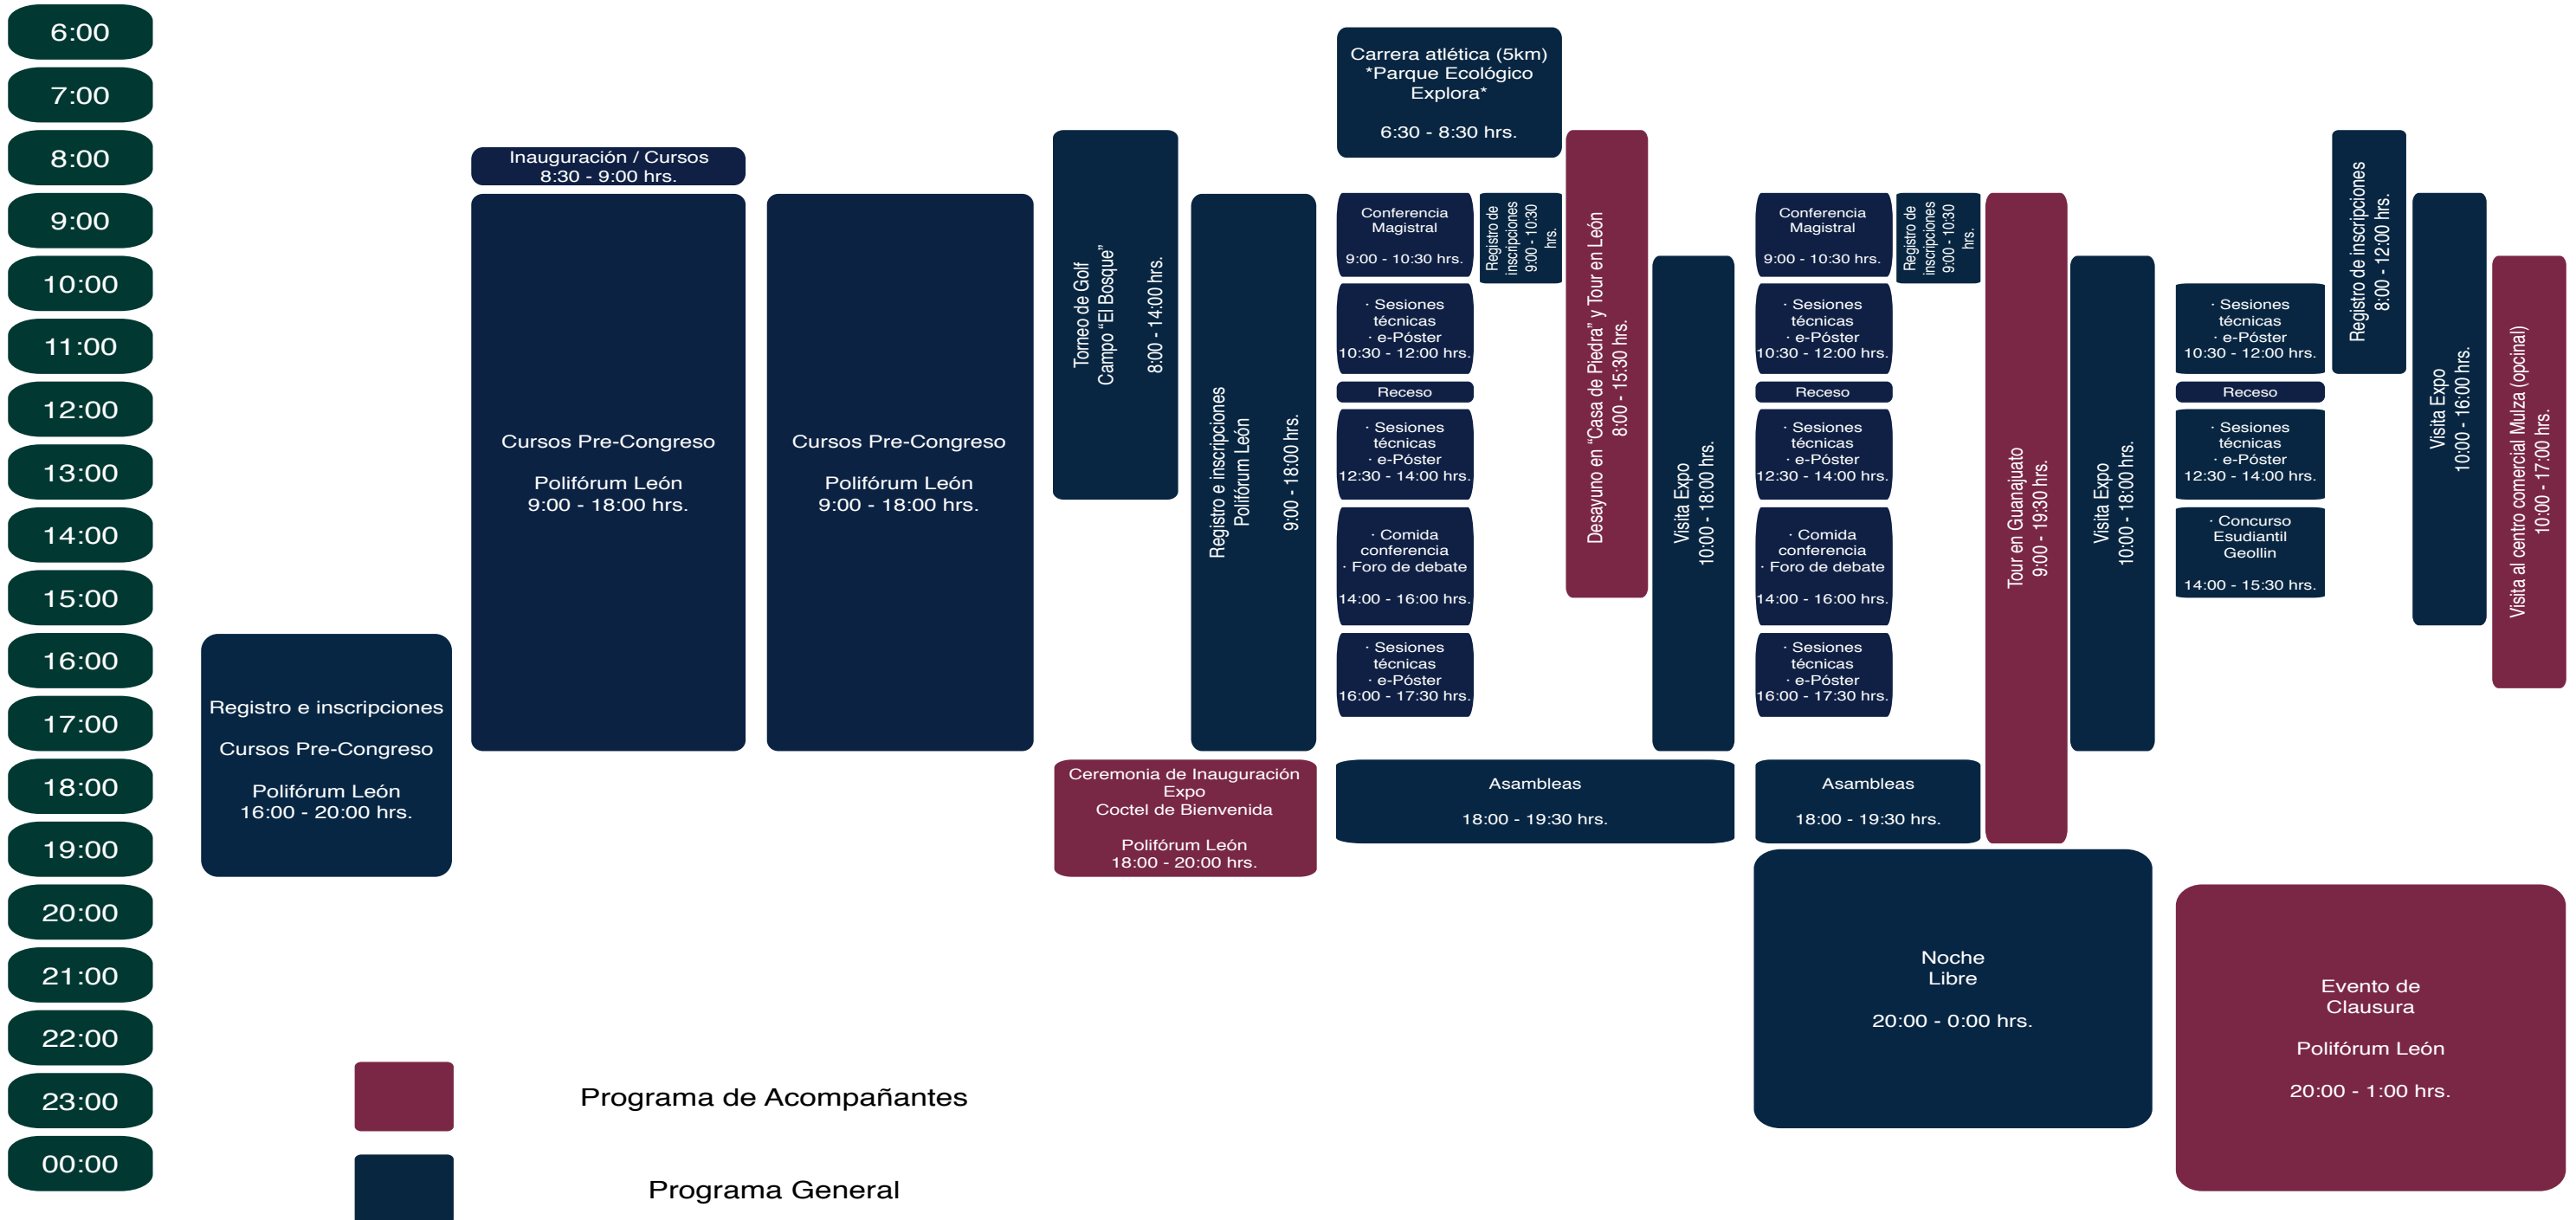 6:00
7:00
8:00
9:00
10:00
11:00
12:00
13:00
14:00
15:00
16:00
17:00
18:00
19:00
20:00
21:00
22:00
23:00
00:00
Registro e inscripciones
Cursos Pre-Congreso
Polifórum León
16:00 - 20:00 hrs.
Inauguración / Cursos
8:30 - 9:00 hrs.
Cursos Pre-Congreso
Polifórum León
9:00 - 18:00 hrs.
Cursos Pre-Congreso
Polifórum León
9:00 - 18:00 hrs.
Torneo de Golf
Campo “El Bosque”
8:00 - 14:00 hrs.
Registro e inscripciones
Polifórum León
9:00 - 18:00 hrs.
Ceremonia de Inauguración
Expo
Coctel de Bienvenida
Polifórum León
18:00 - 20:00 hrs.
Carrera atlética (5km)
*Parque Ecológico
Explora*
6:30 - 8:30 hrs.
Conferencia
Magistral
9:00 - 10:30 hrs.
Registro de
inscripciones
9:00 - 10:30
hrs.
· Sesiones
técnicas
· e-Póster
10:30 - 12:00 hrs.
Receso
· Sesiones
técnicas
· e-Póster
12:30 - 14:00 hrs.
· Comida
conferencia
· Foro de debate
14:00 - 16:00 hrs.
· Sesiones
técnicas
· e-Póster
16:00 - 17:30 hrs.
Desayuno en “Casa de Piedra” y Tour en León
8:00 - 15:30 hrs.
Visita Expo
10:00 - 18:00 hrs.
Asambleas
18:00 - 19:30 hrs.
Conferencia
Magistral
9:00 - 10:30 hrs.
Registro de
inscripciones
9:00 - 10:30
hrs.
· Sesiones
técnicas
· e-Póster
10:30 - 12:00 hrs.
Receso
· Sesiones
técnicas
· e-Póster
12:30 - 14:00 hrs.
· Comida
conferencia
· Foro de debate
14:00 - 16:00 hrs.
· Sesiones
técnicas
· e-Póster
16:00 - 17:30 hrs.
Tour en Guanajuato
9:00 - 19:30 hrs.
Visita Expo
10:00 - 18:00 hrs.
Asambleas
18:00 - 19:30 hrs.
Noche
Libre
20:00 - 0:00 hrs.
· Sesiones
técnicas
· e-Póster
10:30 - 12:00 hrs.
Receso
· Sesiones
técnicas
· e-Póster
12:30 - 14:00 hrs.
· Concurso
Esudiantil
Geollin
14:00 - 15:30 hrs.
Registro de inscripciones
8:00 - 12:00 hrs.
Visita Expo
10:00 - 16:00 hrs.
Visita al centro comercial Mulza (opcinal)
10:00 - 17:00 hrs.
Evento de
Clausura
Polifórum León
20:00 - 1:00 hrs.
Programa de Acompañantes
Programa General